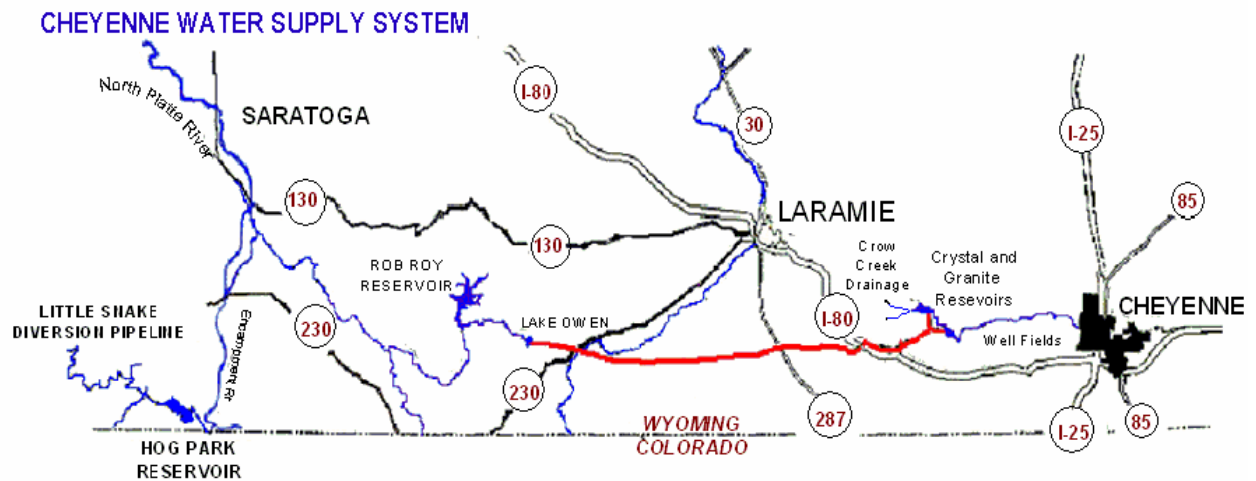 CHEYENNE WATER SUPPLY SYSTEM
North Platte River
SARATOGA
I-80
30
I-25
85
130
130
LARAMIE
ROB ROY
RESERVOIR
Crow
Creek
Drainage
Crystal and
Granite
Resevoirs
CHEYENNE
LITTLE SNAKE
DIVERSION PIPELINE
230
Encampment Rr
LAKE OWEN
I-80
Well Fields
230
287
WYOMING
COLORADO
I-25
85
HOG PARK
RESERVOIR